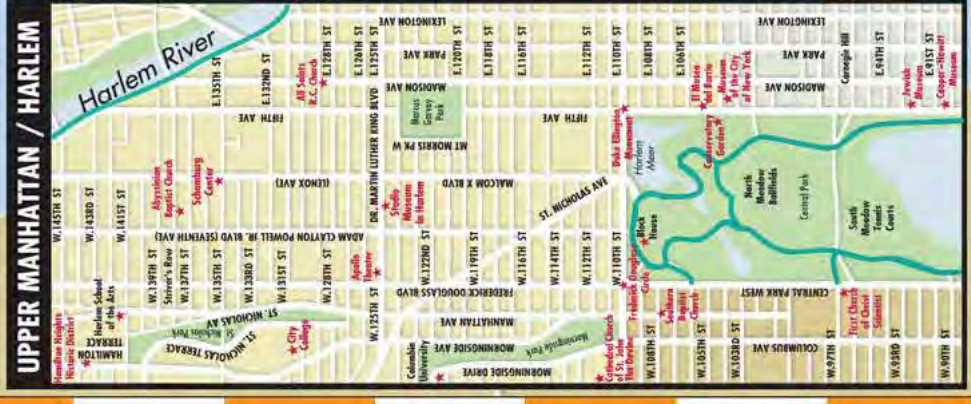 UPPER MANHATTAN / HARLEM
Harlem River
LEXINGTON AVE
LEXINGTON AVE
PARK AVE
PARK AVE
MADISON AVE
MADISON AVE
FIFTH AVE
FIFTH AVE
MT MORRIS PK W
(LENOX AVE)
MALCOM X BLVD
ST. NICHOLAS AVE
ADAM CLAYTON POWELL JR. BLVD (SEVENTH AVE)
FREDERICK DOUGLASS BLVD
CENTRAL PARK WEST
MANHATTAN AVE
COLUMBUS AVE
MORNINGSIDE AVE
MORNINGSIDE DRIVE
ST. NICHOLAS AV
ST. NICHOLAS TERRACE
HAMILTON
TERRACE
DR. MARTIN LUTHER KING BLVD
E.135TH ST
E.132ND ST
E.128TH ST
E.126TH ST
E.125TH ST
E.120TH ST
E.118TH ST
E.116TH ST
E.112TH ST
E.110TH ST
E.108TH ST
E.106TH ST
E.94TH ST
E.91ST ST
Carnegie Hill
W.145TH ST
W.143RD ST
W.141ST ST
W.139TH ST
Striver's Row
W.137TH ST
W.135TH ST
W.133RD ST
W.131ST ST
W.128TH ST
W.125TH ST
W.122ND ST
W.119TH ST
W.116TH ST
W.114TH ST
W.112TH ST
W.110TH ST
W.108TH ST
W.105TH ST
W.103RD ST
W.97TH ST
W.93RD ST
W.90TH ST
All Saints
R.C. Church
Marcus
Garvey
Park
Abyssinian
Baptist Church
Schomburg
Center
Studio
Museum
In Harlem
Apollo
Theater
Hamilton Heights
Historic District
Harlem School
of the Arts
St. Nicholas Park
City
College
Columbia
University
Morningside Park
Cathedral Church
of St. John
The Devine
Frederick Douglass
Circle
Southern
Baptist
Church
First Church
of Christ
Scientist
Duke Ellington
Monument
Harlem
Meer
Block
House
Conservatory
Garden
El Museo
del Barrio
Museum
of the City
of New York
Jewish
Museum
Cooper-Hewitt
Museum
North
Meadow
Ballfields
Central Park
South
Meadow
Tennis
Courts